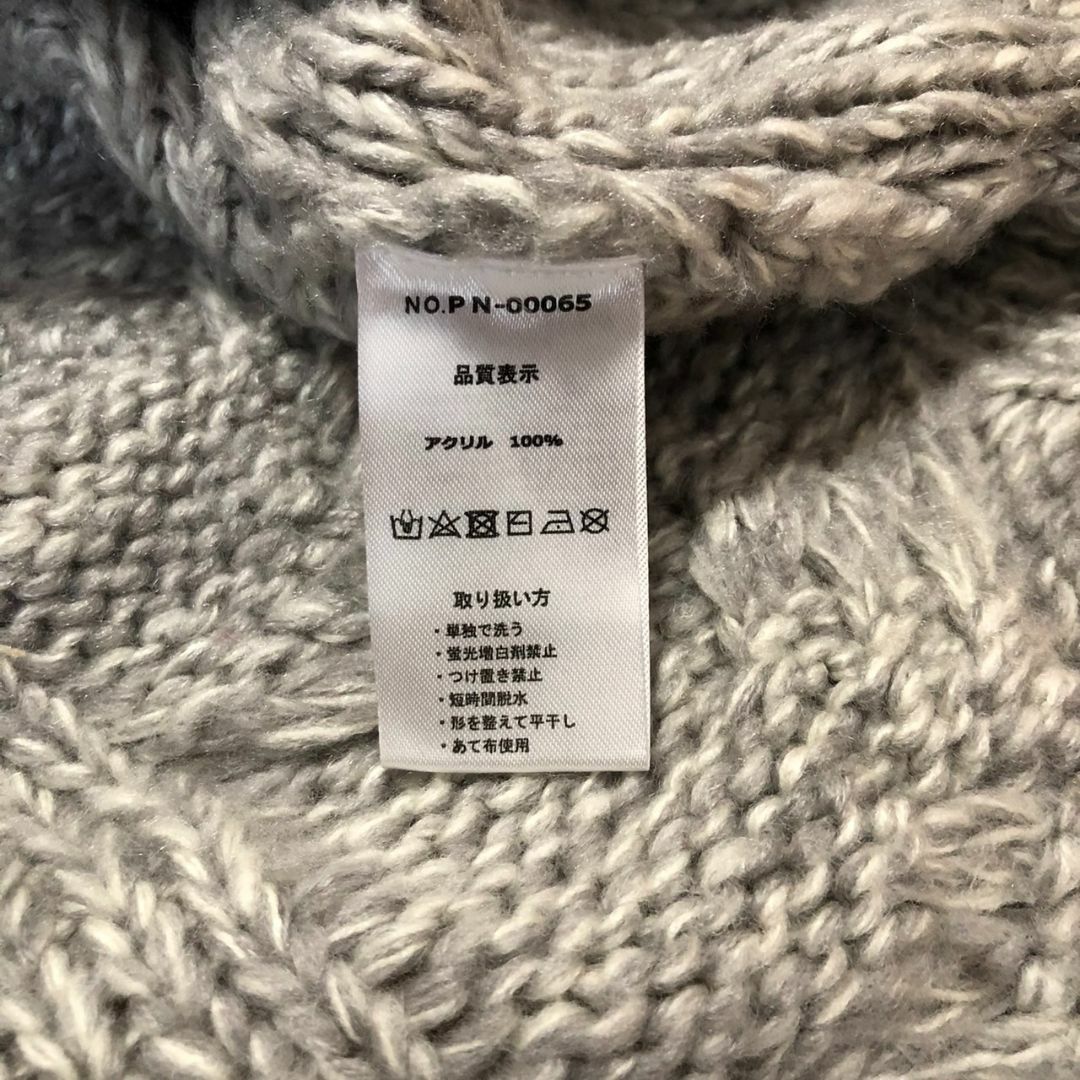 NO.PN-00065
品質表示
アクリル 100%
取り扱い方
・単独で洗う
・蛍光増白剤禁止
・つけ置き禁止
・短時間脱水
・形を整えて平干し
・あて布使用